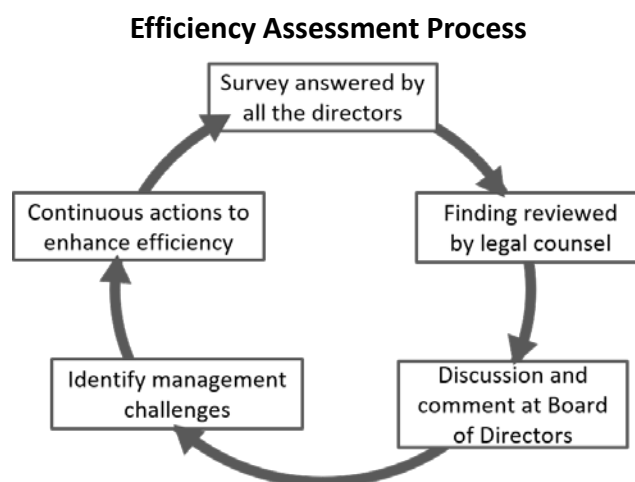 Efficiency Assessment Process
Survey answered by
all the directors
Finding reviewed
by legal counsel
Discussion and
comment at Board
of Directors
Identify management
challenges
Continuous actions to
enhance efficiency